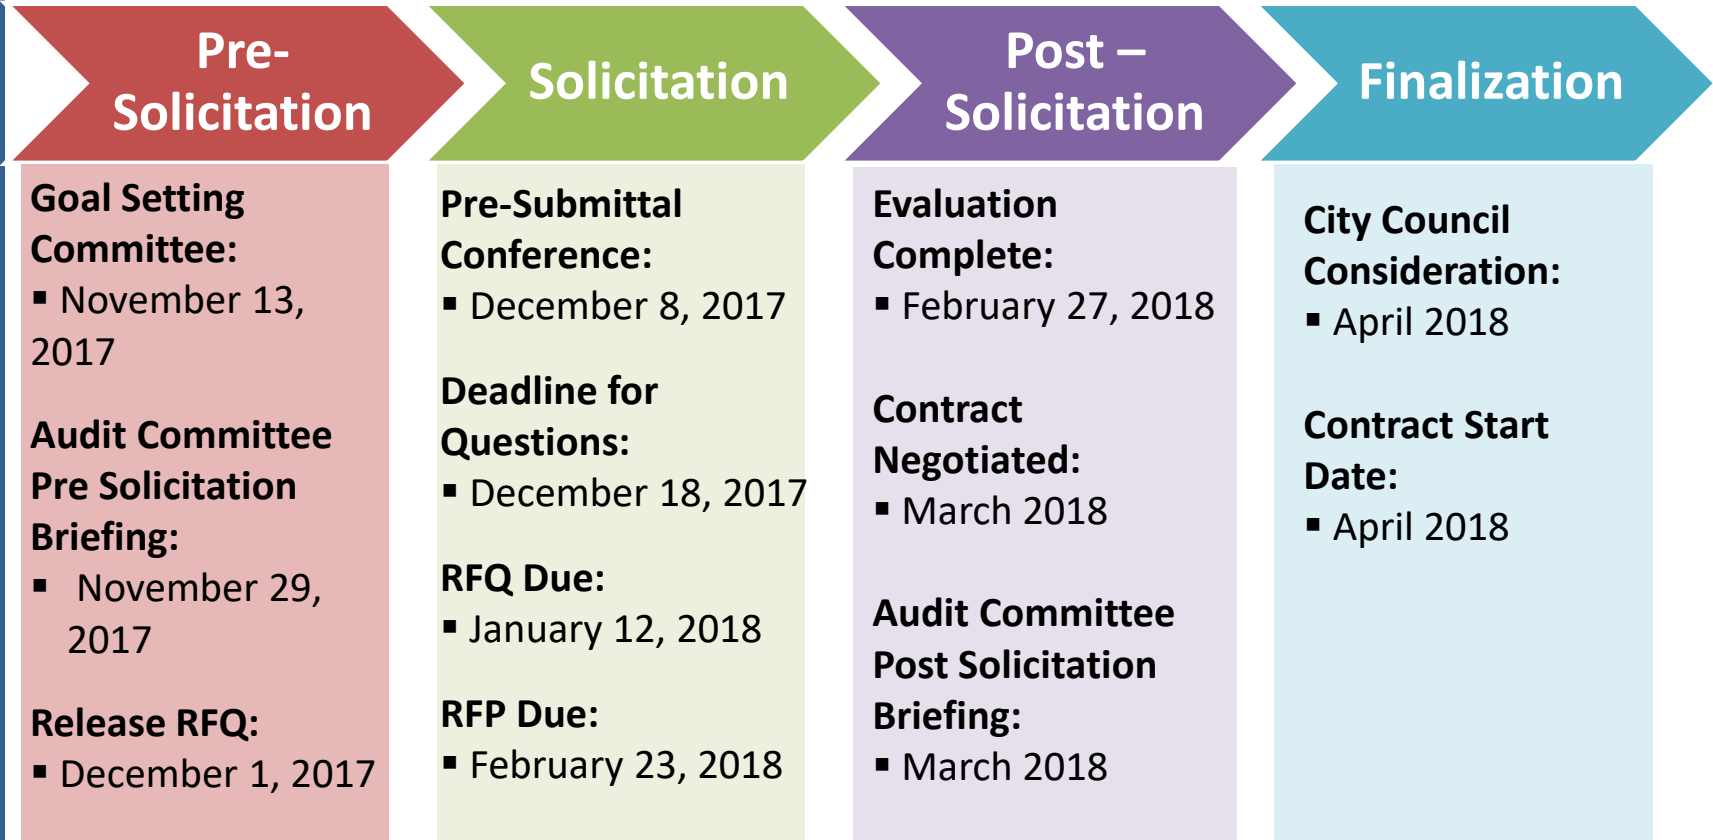 Pre-
Solicitation
Goal Setting
Committee:
▪ November 13,
2017
Audit Committee
Pre Solicitation
Briefing:
▪ November 29,
2017
Release RFQ:
▪ December 1, 2017
Solicitation
Pre-Submittal
Conference:
▪ December 8, 2017
Deadline for
Questions:
▪ December 18, 2017
RFQ Due:
▪ January 12, 2018
RFP Due:
▪ February 23, 2018
Post –
Solicitation
Evaluation
Complete:
▪ February 27, 2018
Contract
Negotiated:
▪ March 2018
Audit Committee
Post Solicitation
Briefing:
▪ March 2018
Finalization
City Council
Consideration:
▪ April 2018
Contract Start
Date:
▪ April 2018